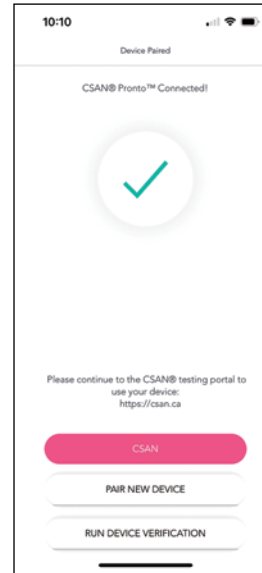 10:10
Device Paired
CSAN® Pronto™ Connected!
Please continue to the CSAN® testing portal to
use your device:
https://csan.ca
CSAN
PAIR NEW DEVICE
RUN DEVICE VERIFICATION